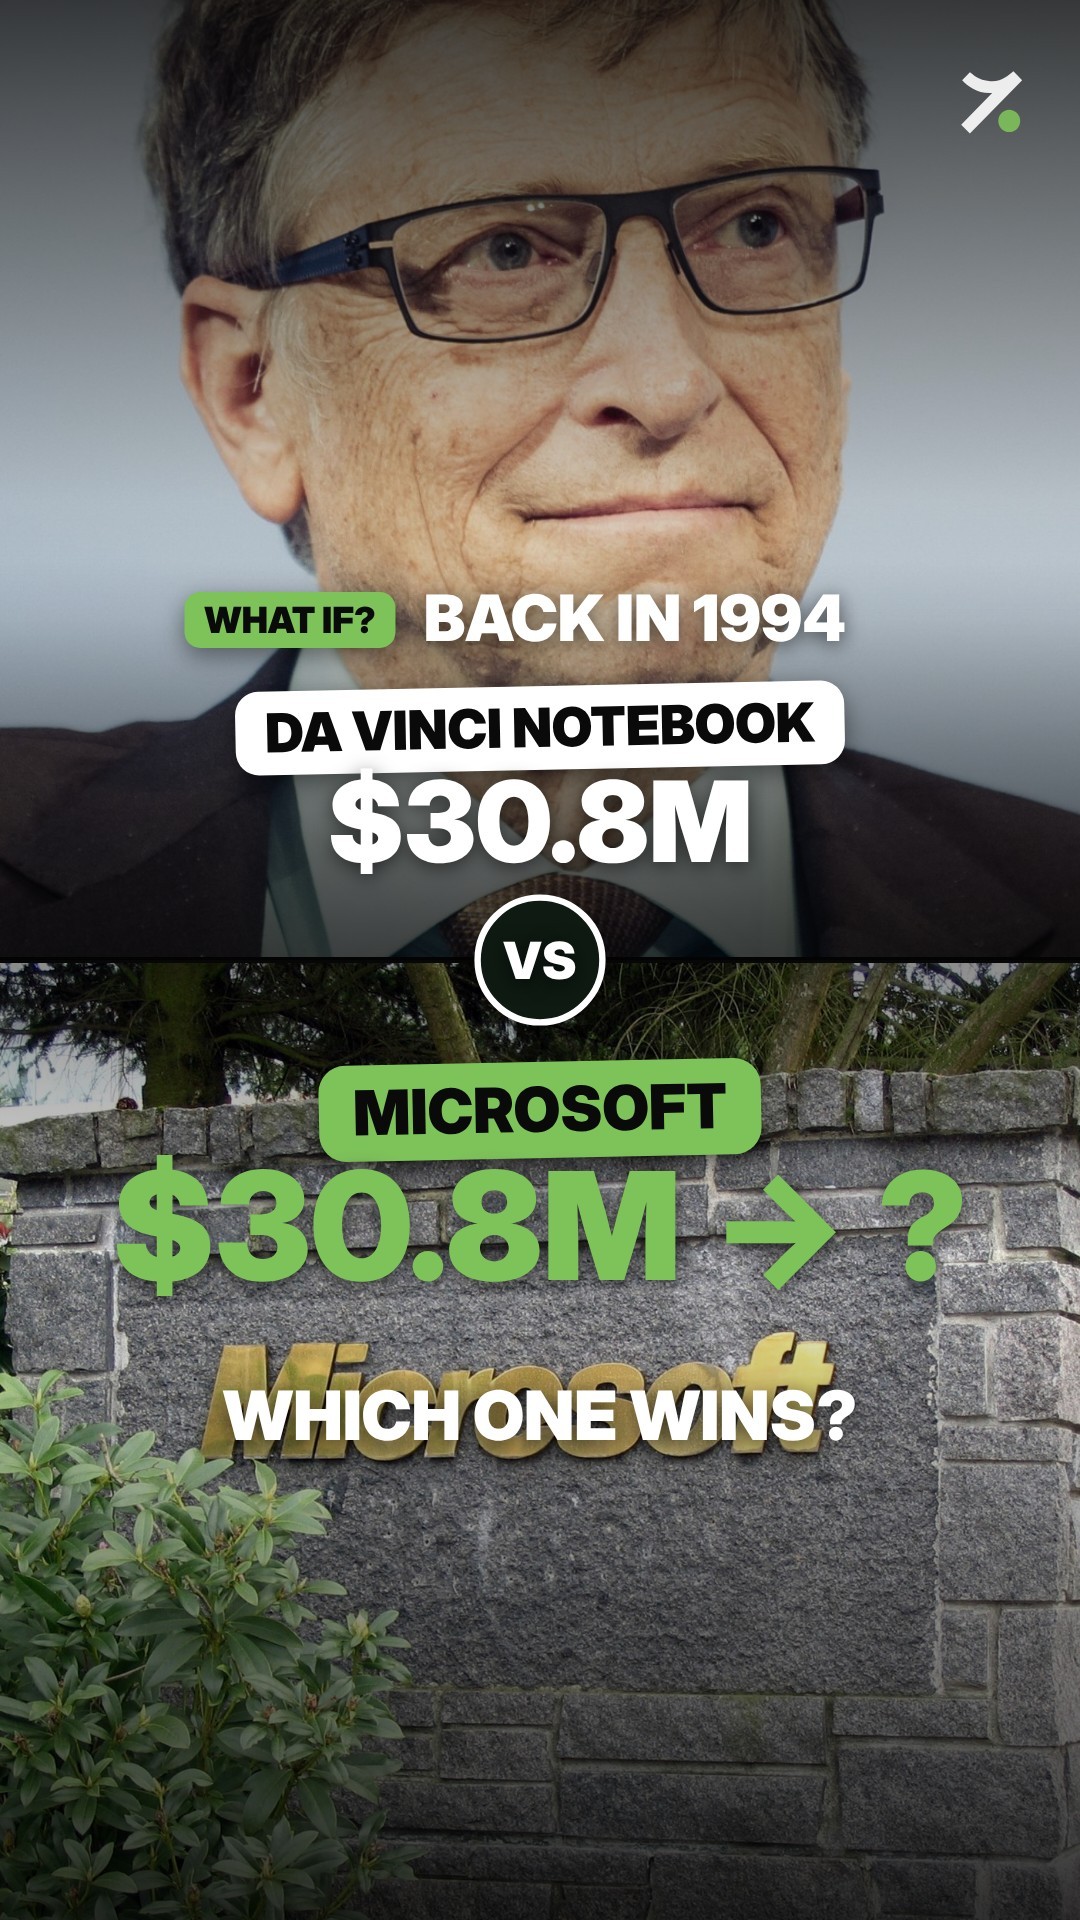 WHAT IF? BACK IN 1994
DA VINCI NOTEBOOK
$30.8M
VS
MICROSOFT
$30.8M → ?
Microsoft
WHICH ONE WINS?